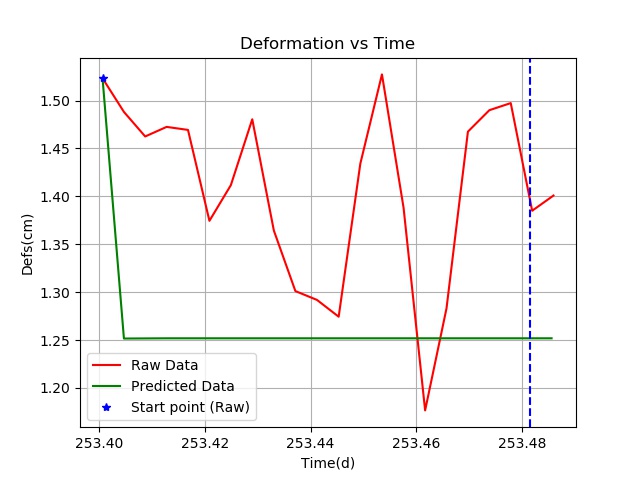 Deformation vs Time
Defs(cm)
1.50
1.45
1.40
1.35
1.30
1.25
1.20
Raw Data
Predicted Data
Start point (Raw)
253.40 253.42 253.44 253.46 253.48
Time(d)